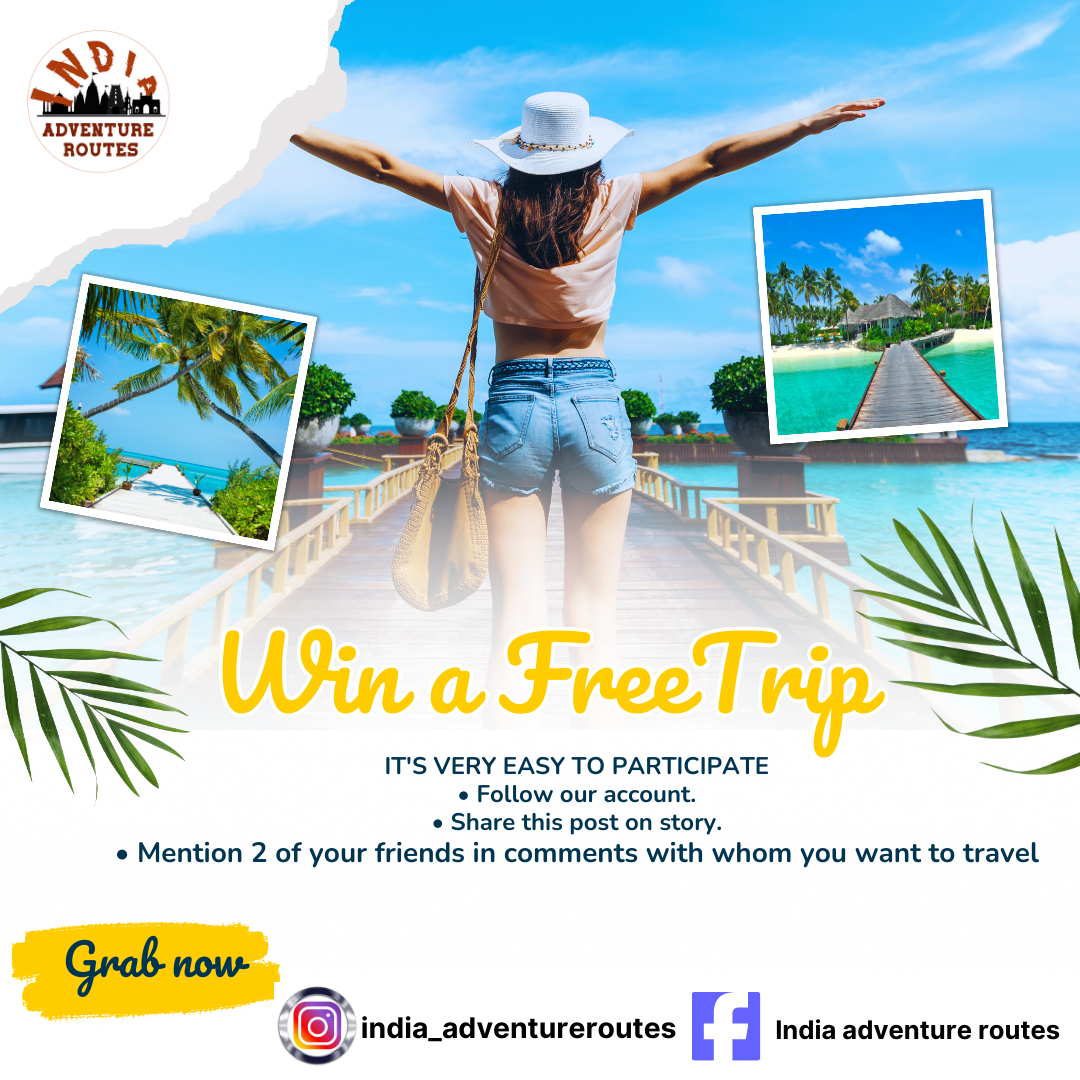 INDIA
ADVENTURE
ROUTES
Win a FreeTrip
IT'S VERY EASY TO PARTICIPATE
• Follow our account.
• Share this post on story.
• Mention 2 of your friends in comments with whom you want to travel
Grab now
india_adventureroutes
India adventure routes